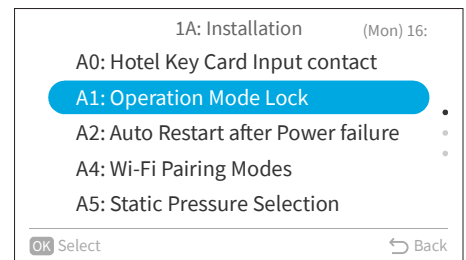 1A: Installation (Mon) 16:
A0: Hotel Key Card Input contact
A1: Operation Mode Lock
A2: Auto Restart after Power failure
A4: Wi-Fi Pairing Modes
A5: Static Pressure Selection
OK Select Back